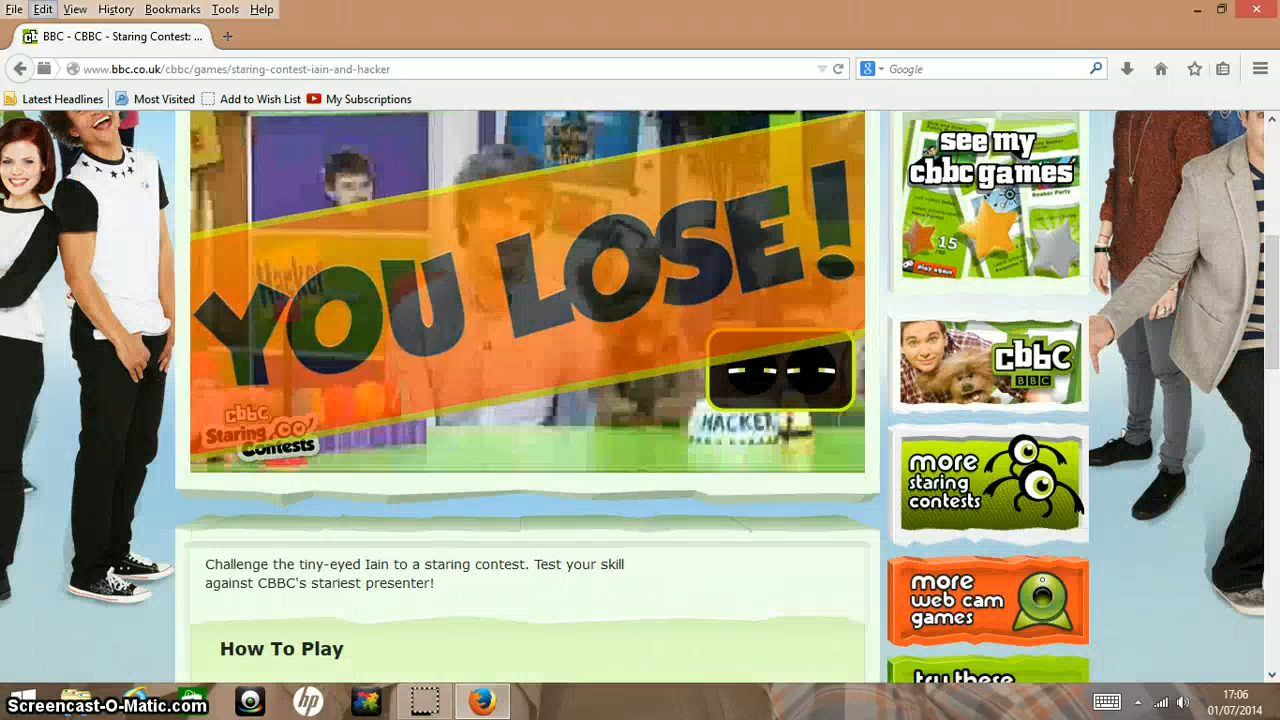 File Edit View History Bookmarks Tools Help
BBC - CBBC - Staring Contest: ...
www.bbc.co.uk/cbbc/games/staring-contest-iain-and-hacker
Google
Latest Headlines Most Visited Add to Wish List My Subscriptions
YOU LOSE!
Hacker
HACKER
cbbc
Staring
Contests
see my
cbbc games
15
play again
cbbc
BBC
more
staring
contests
more
web cam
games
try these
Challenge the tiny-eyed Iain to a staring contest. Test your skill
against CBBC's stariest presenter!
How To Play
Screencast-O-Matic.com
hp
17:06
01/07/2014